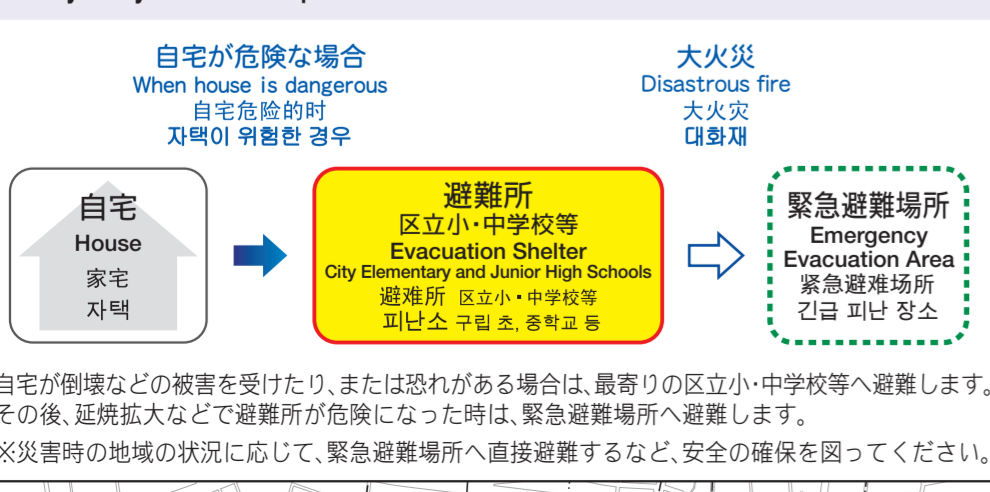 自宅が危険な場合
When house is dangerous
自宅危险的时
자택이 위험한 경우
大火災
Disastrous fire
大火灾
대화재
自宅
House
家宅
자택
避難所
区立小・中学校等
Evacuation Shelter
City Elementary and Junior High Schools
避难所 区立小・中学校等
피난소 구립 초, 중학교 등
緊急避難場所
Emergency
Evacuation Area
紧急避难场所
긴급 피난 장소
自宅が倒壊などの被害を受けたり、または恐れがある場合は、最寄りの区立小・中学校等へ避難します。
その後、延焼拡大などで避難所が危険になった時は、緊急避難場所へ避難します。
※災害時の地域の状況に応じて、緊急避難場所へ直接避難するなど、安全の確保を図ってください。